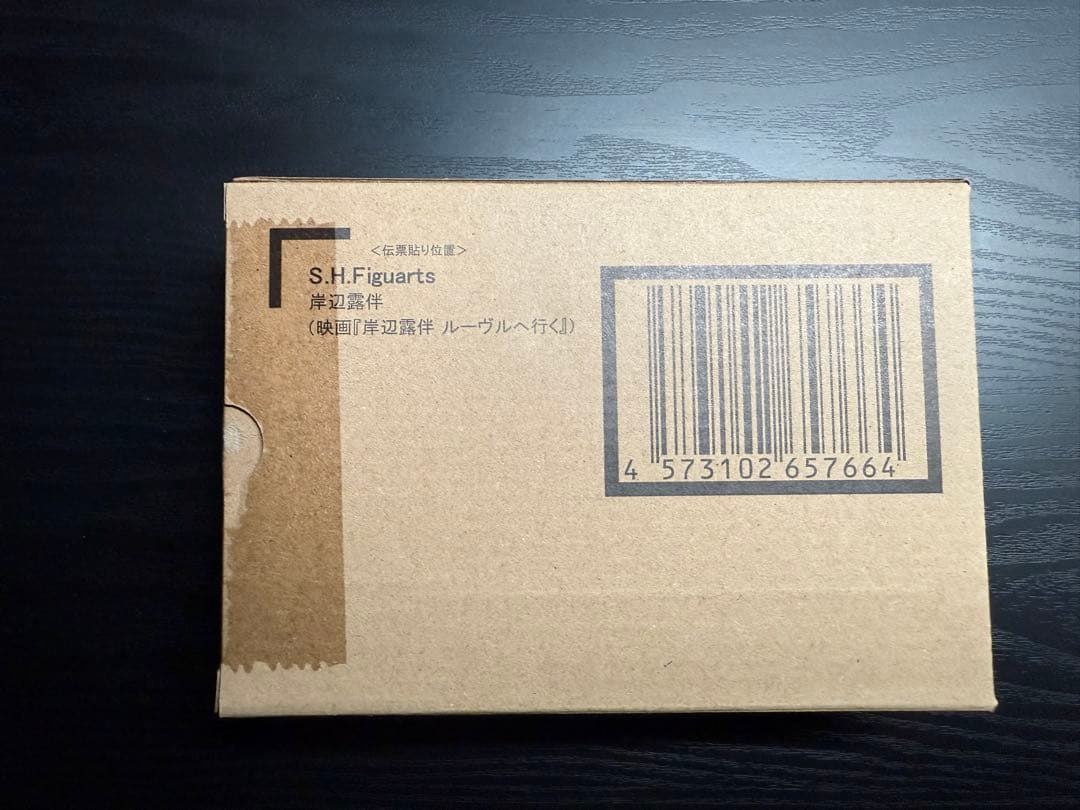 <伝票貼り位置>
S.H.Figuarts
岸辺露伴
(映画『岸辺露伴 ルーヴルへ行く』)
4 573102 657664